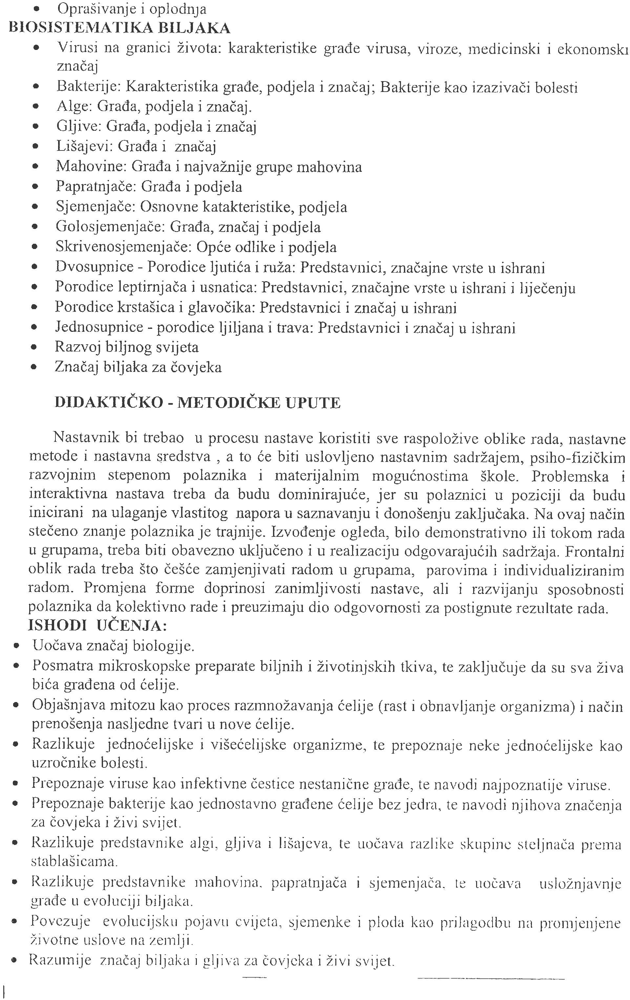 • Oprašivanje i oplodnja
BIOSISTEMATIKA BILJAKA
• Virusi na granici života: karakteristike građe virusa, viroze, medicinski i ekonomski
značaj
• Bakterije: Karakteristika građe, podjela i značaj; Bakterije kao izazivači bolesti
• Alge: Građa, podjela i značaj.
• Gljive: Građa, podjela i značaj
• Lišajevi: Građa i značaj
• Mahovine: Građa i najvažnije grupe mahovina
• Papratnjače: Građa i podjela
• Sjemenjače: Osnovne katakteristike, podjela
• Golosjemenjače: Građa, značaj i podjela
• Skrivenosjemenjače: Opće odlike i podjela
• Dvosupnice - Porodice ljutića i ruža: Predstavnici, značajne vrste u ishrani
• Porodice leptirnjača i usnatica: Predstavnici, značajne vrste u ishrani i liječenju
• Porodice krstašica i glavočika: Predstavnici i značaj u ishrani
• Jednosupnice - porodice ljiljana i trava: Predstavnici i značaj u ishrani
• Razvoj biljnog svijeta
• Značaj biljaka za čovjeka
DIDAKTIČKO - METODIČKE UPUTE
Nastavnik bi trebao u procesu nastave koristiti sve raspoložive oblike rada, nastavne
metode i nastavna sredstva , a to će biti uslovljeno nastavnim sadržajem, psiho-fizičkim
razvojnim stepenom polaznika i materijalnim mogućnostima škole. Problemska i
interaktivna nastava treba da budu dominirajuće, jer su polaznici u poziciji da budu
inicirani na ulaganje vlastitog napora u saznavanju i donošenju zaključaka. Na ovaj način
stečeno znanje polaznika je trajnije. Izvođenje ogleda, bilo demonstrativno ili tokom rada
u grupama, treba biti obavezno uključeno i u realizaciju odgovarajućih sadržaja. Frontalni
oblik rada treba što češće zamjenjivati radom u grupama, parovima i individualiziranim
radom. Promjena forme doprinosi zanimljivosti nastave, ali i razvijanju sposobnosti
polaznika da kolektivno rade i preuzimaju dio odgovornosti za postignute rezultate rada.
ISHODI UČENJA:
• Uočava značaj biologije.
• Posmatra mikroskopske preparate biljnih i životinjskih tkiva, te zaključuje da su sva živa
bića građena od ćelije.
• Objašnjava mitozu kao proces razmnožavanja ćelije (rast i obnavljanje organizma) i način
prenošenja nasljedne tvari u nove ćelije.
• Razlikuje jednoćelijske i višećelijske organizme, te prepoznaje neke jednoćelijske kao
uzročnike bolesti.
• Prepoznaje viruse kao infektivne čestice nestanične građe, te navodi najpoznatije viruse.
• Prepoznaje bakterije kao jednostavno građene ćelije bez jedra, te navodi njihova značenja
za čovjeka i živi svijet.
• Razlikuje predstavnike algi, gljiva i lišajeva, te uočava razlike skupine steljnača prema
stablašicama.
• Razlikuje predstavnike mahovina, papratnjača i sjemenjača, te uočava usložnjavnje
građe u evoluciji biljaka.
• Povezuje evolucijsku pojavu cvijeta, sjemenke i ploda kao prilagodbu na promjenjene
životne uslove na zemlji.
• Razumije značaj biljaka i gljiva za čovjeka i živi svijet.